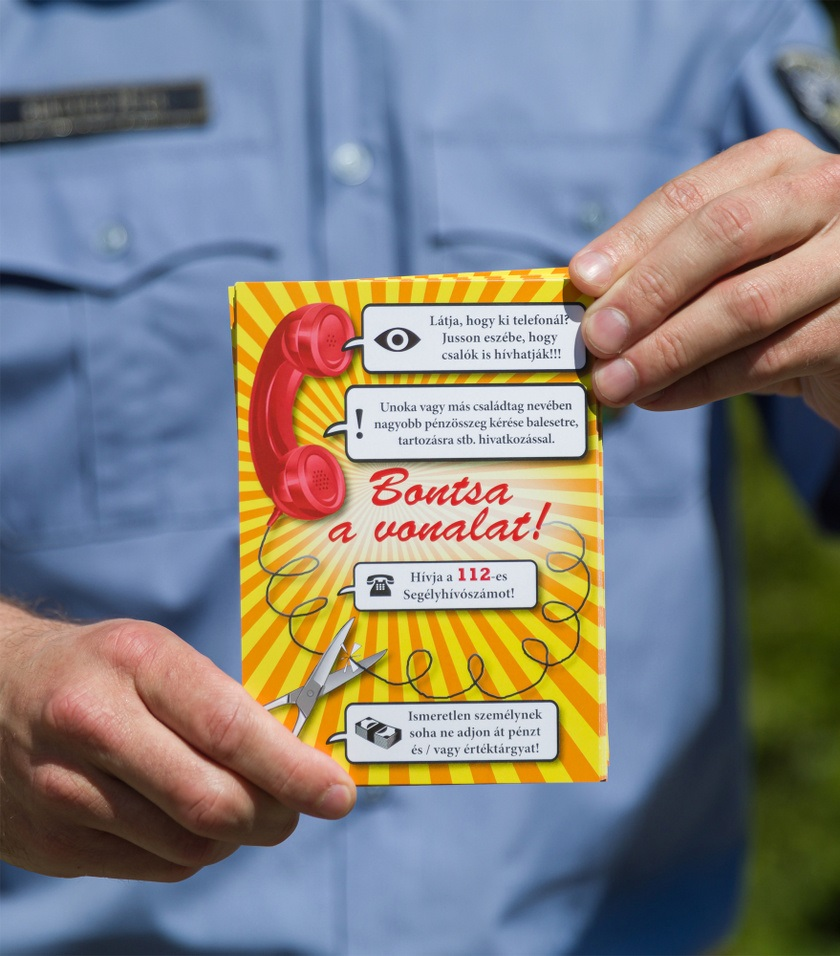 Látja, hogy ki telefonál?
Jusson eszébe, hogy
csalók is hívhatják!!!
!
Unoka vagy más családtag nevében
nagyobb pénzösszeg kérése balesetre,
tartozásra stb. hivatkozással.
Bontsa
a vonalat!
Hívja a 112-es
Segélyhívószámot!
Ismeretlen személynek
soha ne adjon át pénzt
és / vagy értéktárgyat!